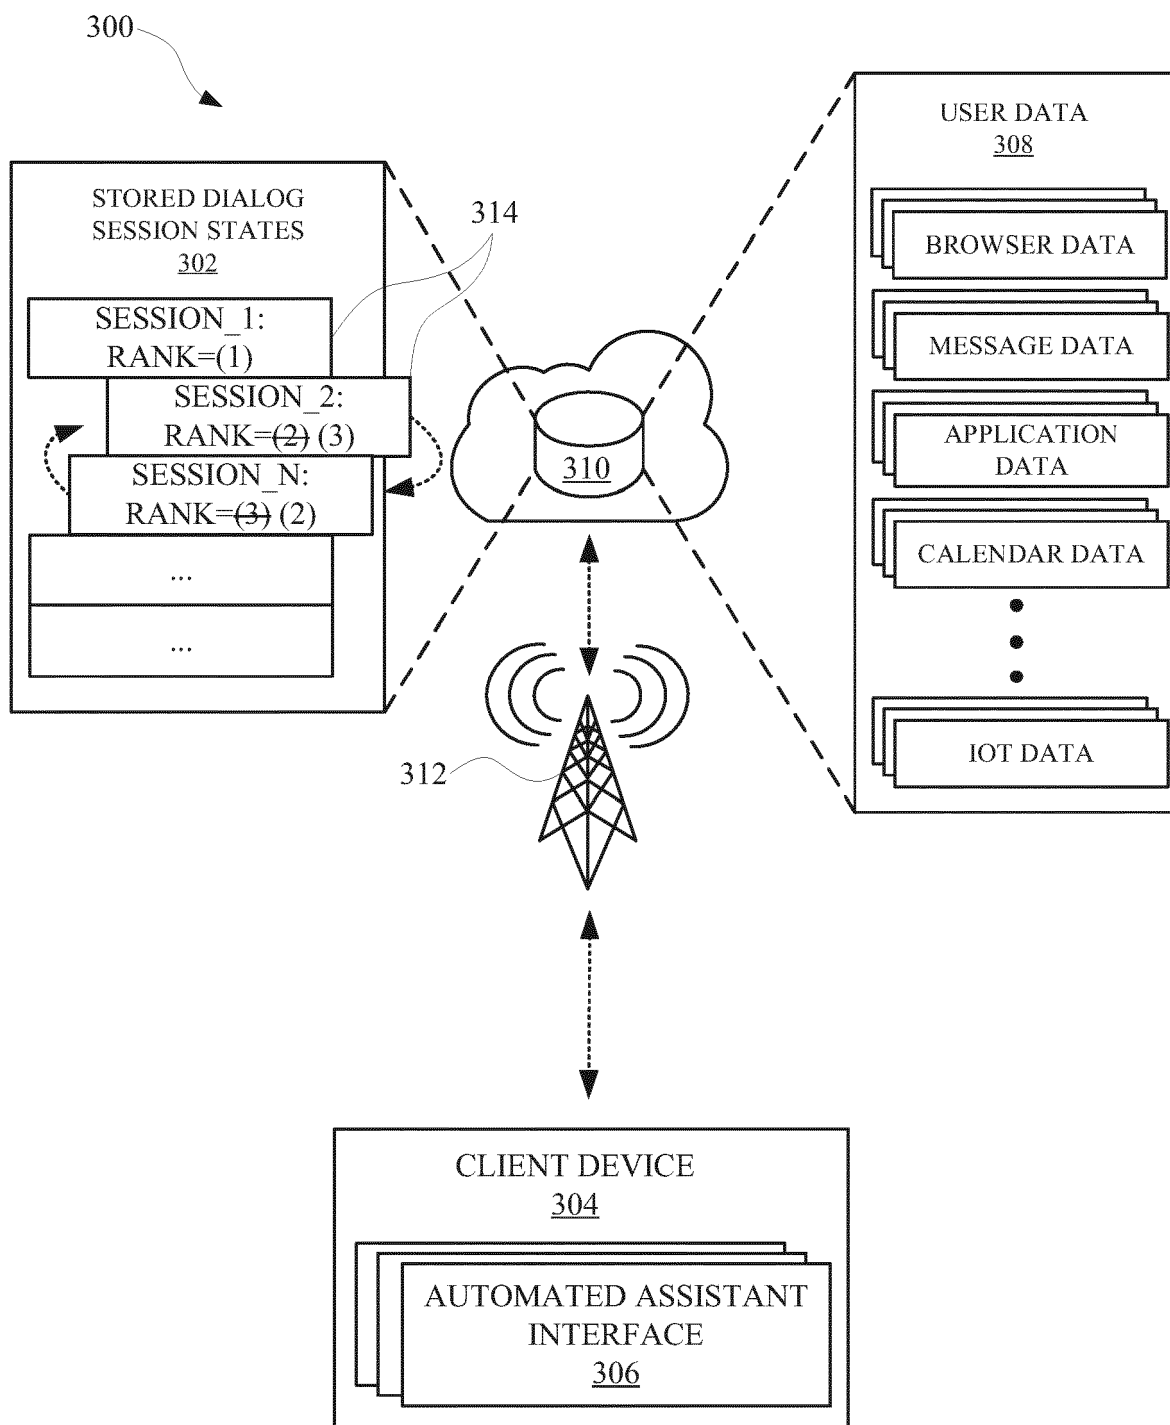 300
STORED DIALOG
SESSION STATES
302
314
SESSION_1:
RANK=(1)
SESSION_2:
RANK=(2) (3)
SESSION_N:
RANK=(3) (2)
...
...
310
312
USER DATA
308
BROWSER DATA
MESSAGE DATA
APPLICATION
DATA
CALENDAR DATA
IOT DATA
CLIENT DEVICE
304
AUTOMATED ASSISTANT
INTERFACE
306